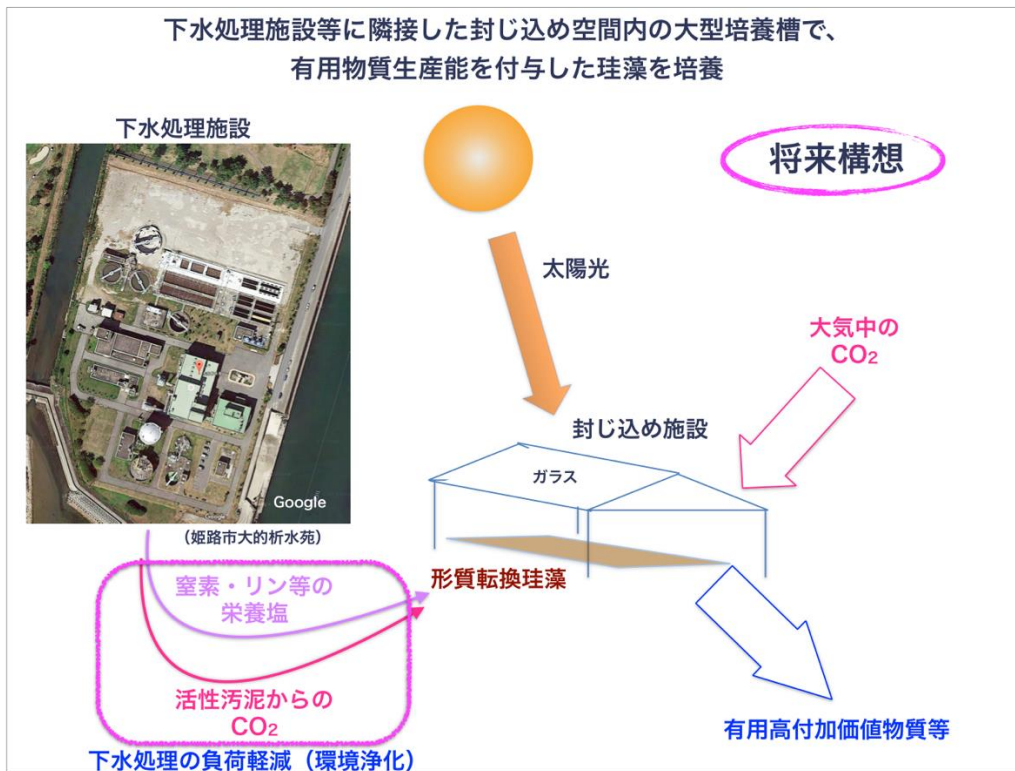 下水処理施設等に隣接した封じ込め空間内の大型培養槽で、
有用物質生産能を付与した珪藻を培養
下水処理施設
将来構想
太陽光
大気中の
CO₂
封じ込め施設
ガラス
Google
(姫路市大的析水苑)
形質転換珪藻
窒素・リン等の
栄養塩
活性汚泥からの
CO₂
有用高付加価値物質等
下水処理の負荷軽減（環境浄化）